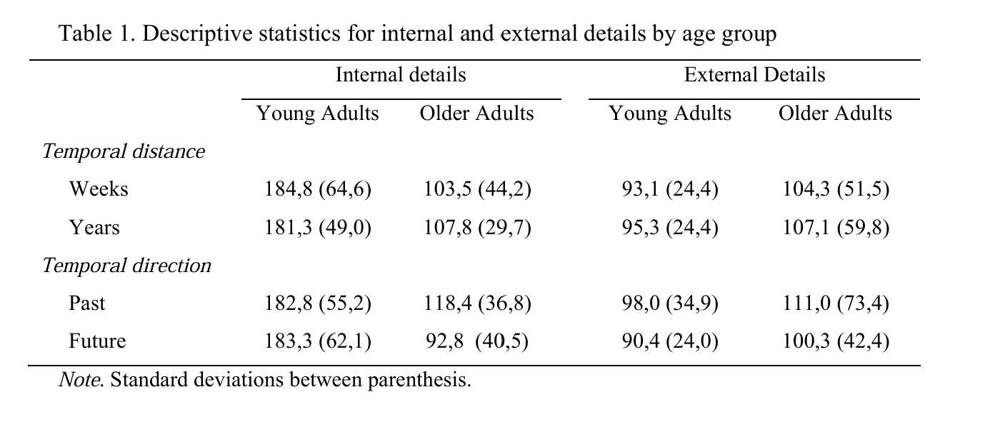 Table 1. Descriptive statistics for internal and external details by age group
Internal details External Details
Young Adults Older Adults Young Adults Older Adults
Temporal distance
Weeks 184,8 (64,6) 103,5 (44,2) 93,1 (24,4) 104,3 (51,5)
Years 181,3 (49,0) 107,8 (29,7) 95,3 (24,4) 107,1 (59,8)
Temporal direction
Past 182,8 (55,2) 118,4 (36,8) 98,0 (34,9) 111,0 (73,4)
Future 183,3 (62,1) 92,8 (40,5) 90,4 (24,0) 100,3 (42,4)
Note. Standard deviations between parenthesis.